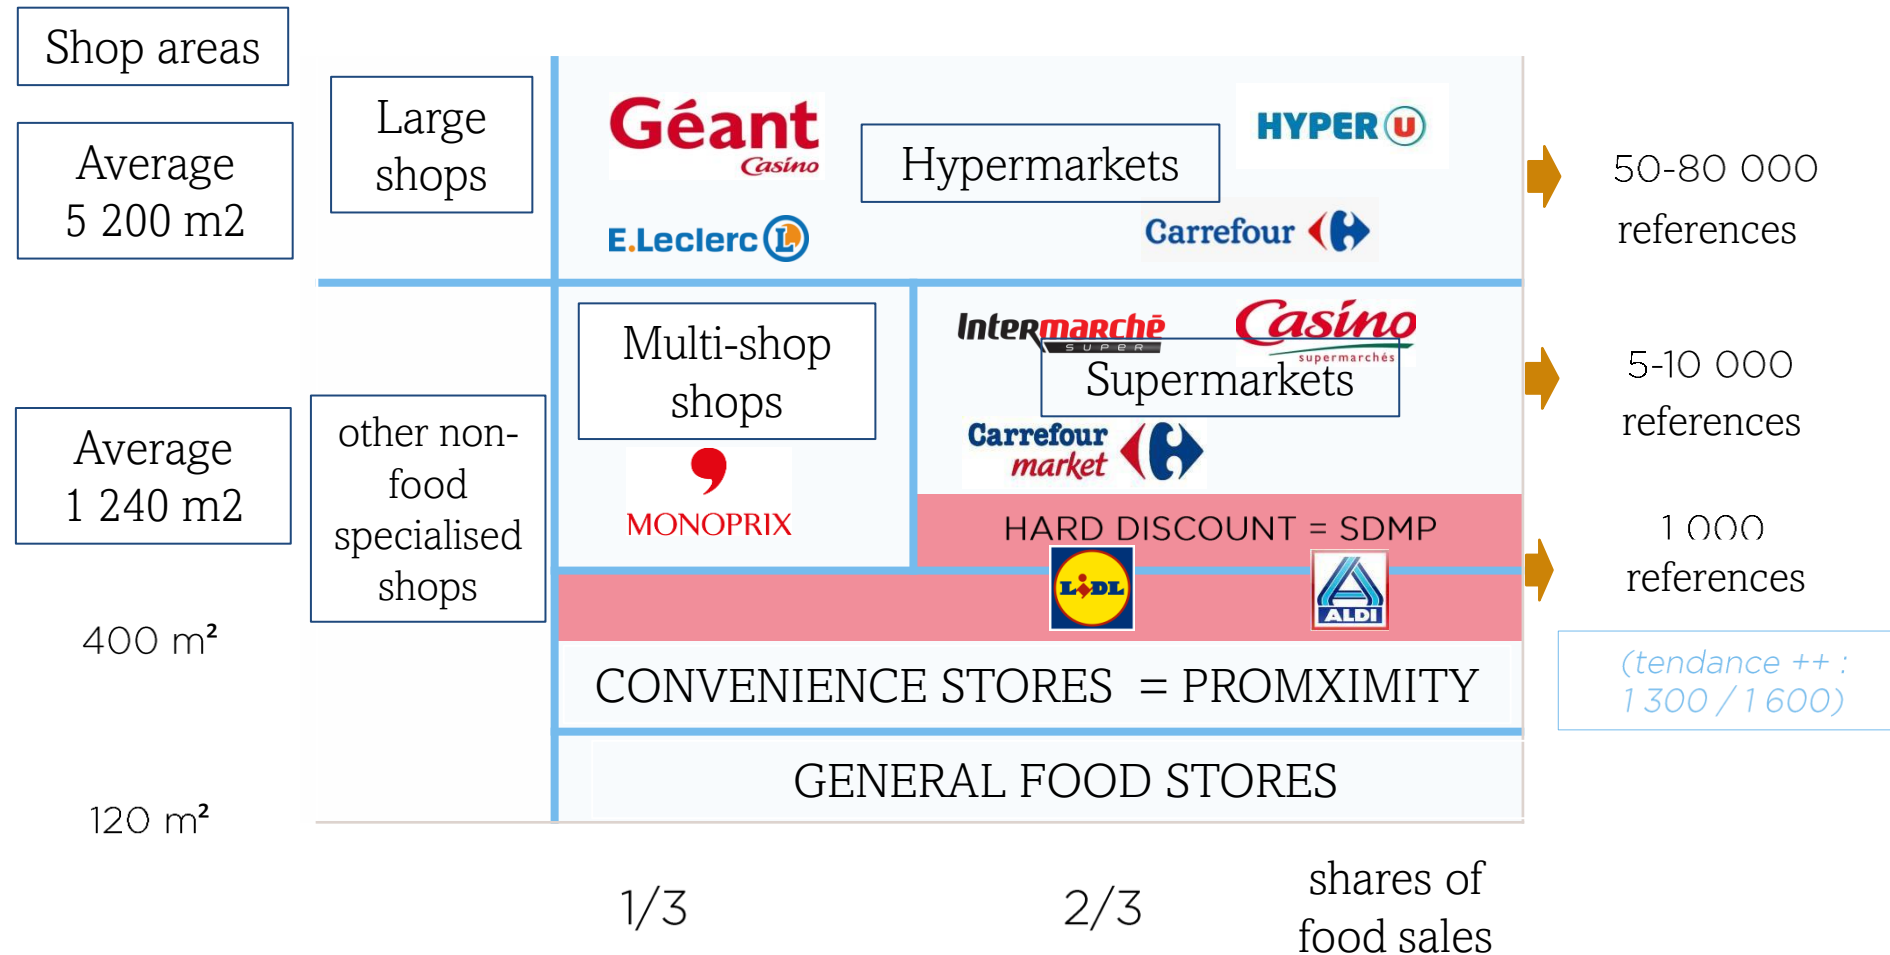 Shop areas
Average
5 200 m2
Large
shops
Géant
Casino
Hypermarkets
HYPER U
E.Leclerc L
Carrefour
50-80 000
references
Average
1 240 m2
other non-
food
specialised
shops
Multi-shop
shops
MONOPRIX
Intermarché
SUPER
Casino
supermarchés
Supermarkets
Carrefour
market
5-10 000
references
HARD DISCOUNT = SDMP
LIDL
ALDI
1 000
references
400 m²
(tendance ++ :
1 300 / 1 600)
CONVENIENCE STORES = PROMXIMITY
GENERAL FOOD STORES
120 m²
1/3
2/3
shares of
food sales